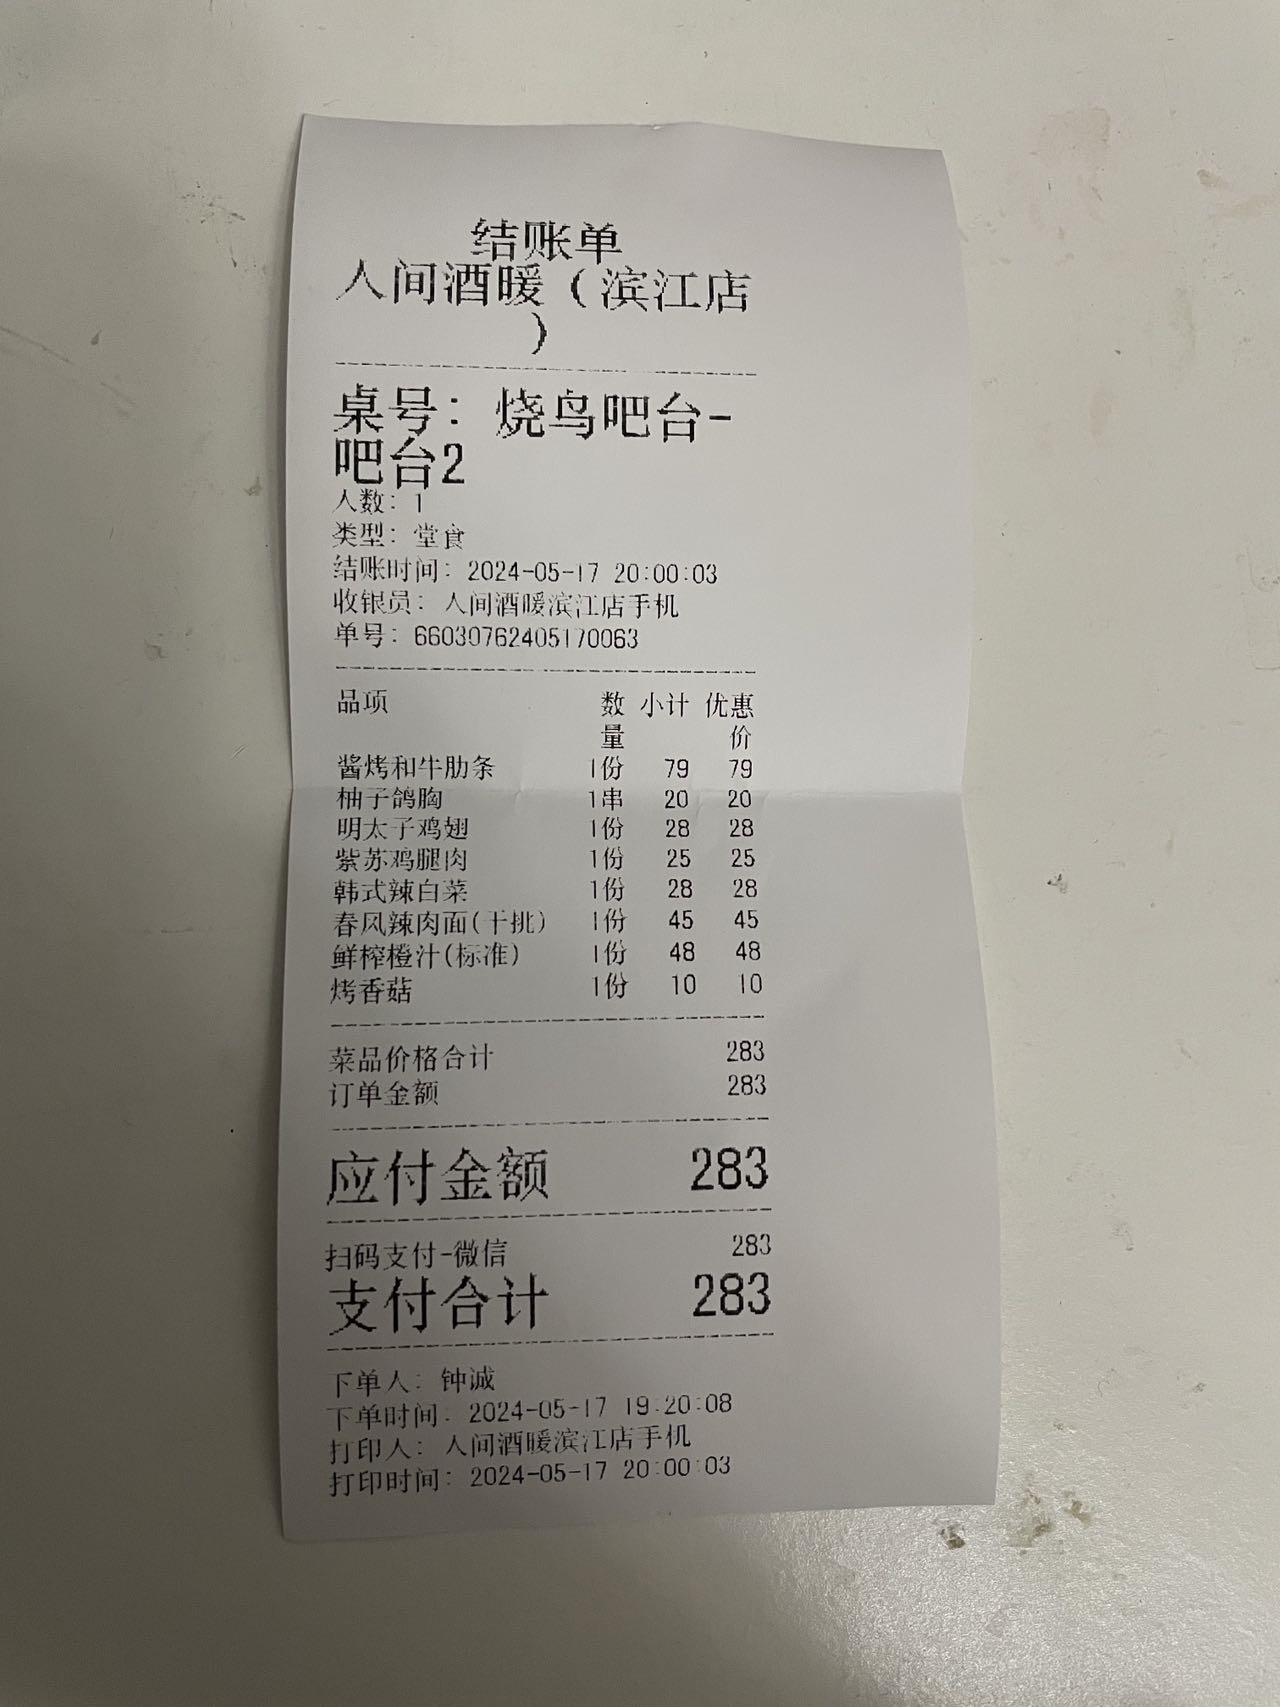 结账单
人间酒暖（滨江店
）
桌号：烧鸟吧台-
吧台2
人数：1
类型：堂食
结账时间：2024-05-17 20:00:03
收银员：人间酒暖滨江店手机
单号：66030762405170063
品项 数 小计 优惠
量 价
酱烤和牛肋条 1份 79 79
柚子鸽胸 1串 20 20
明太子鸡翅 1份 28 28
紫苏鸡腿肉 1份 25 25
韩式辣白菜 1份 28 28
春风辣肉面(干挑) 1份 45 45
鲜榨橙汁(标准) 1份 48 48
烤香菇 1份 10 10
菜品价格合计 283
订单金额 283
应付金额 283
扫码支付-微信 283
支付合计 283
下单人：钟诚
下单时间：2024-05-17 19:20:08
打印人：人间酒暖滨江店手机
打印时间：2024-05-17 20:00:03